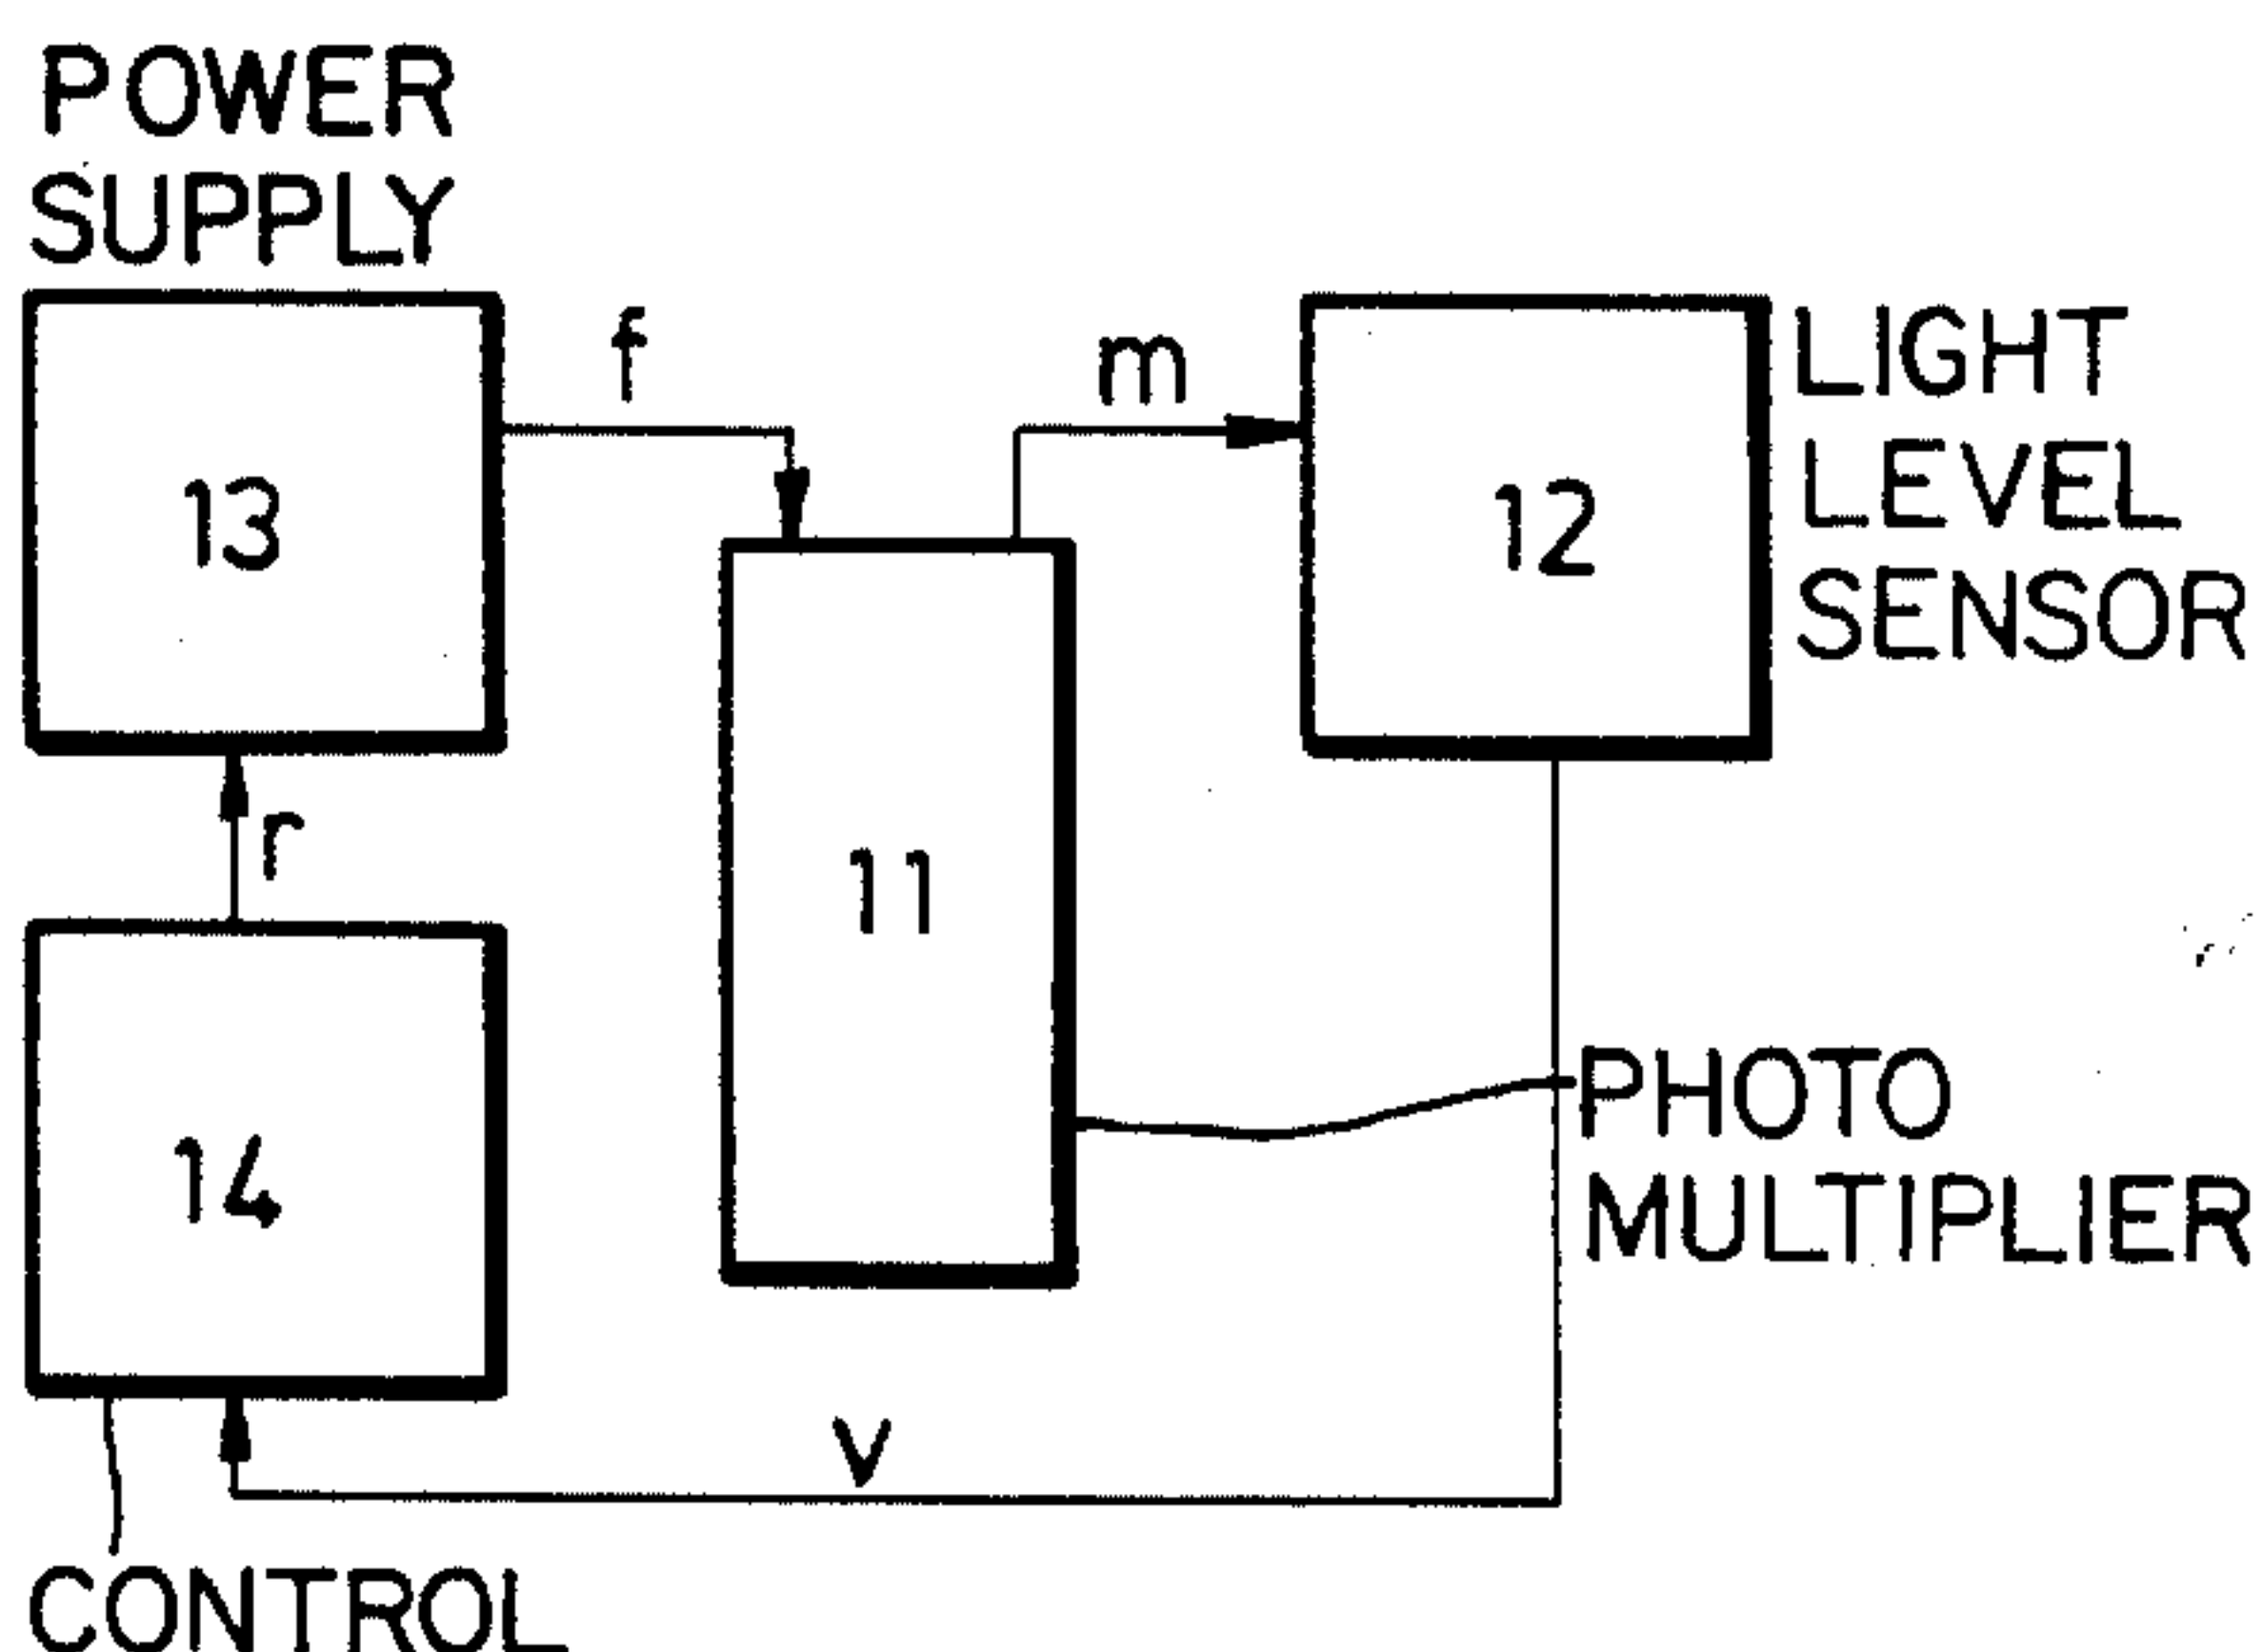 POWER
SUPPLY
f
m
13
12
LIGHT
LEVEL
SENSOR
r
11
14
PHOTO
MULTIPLIER
v
CONTROL